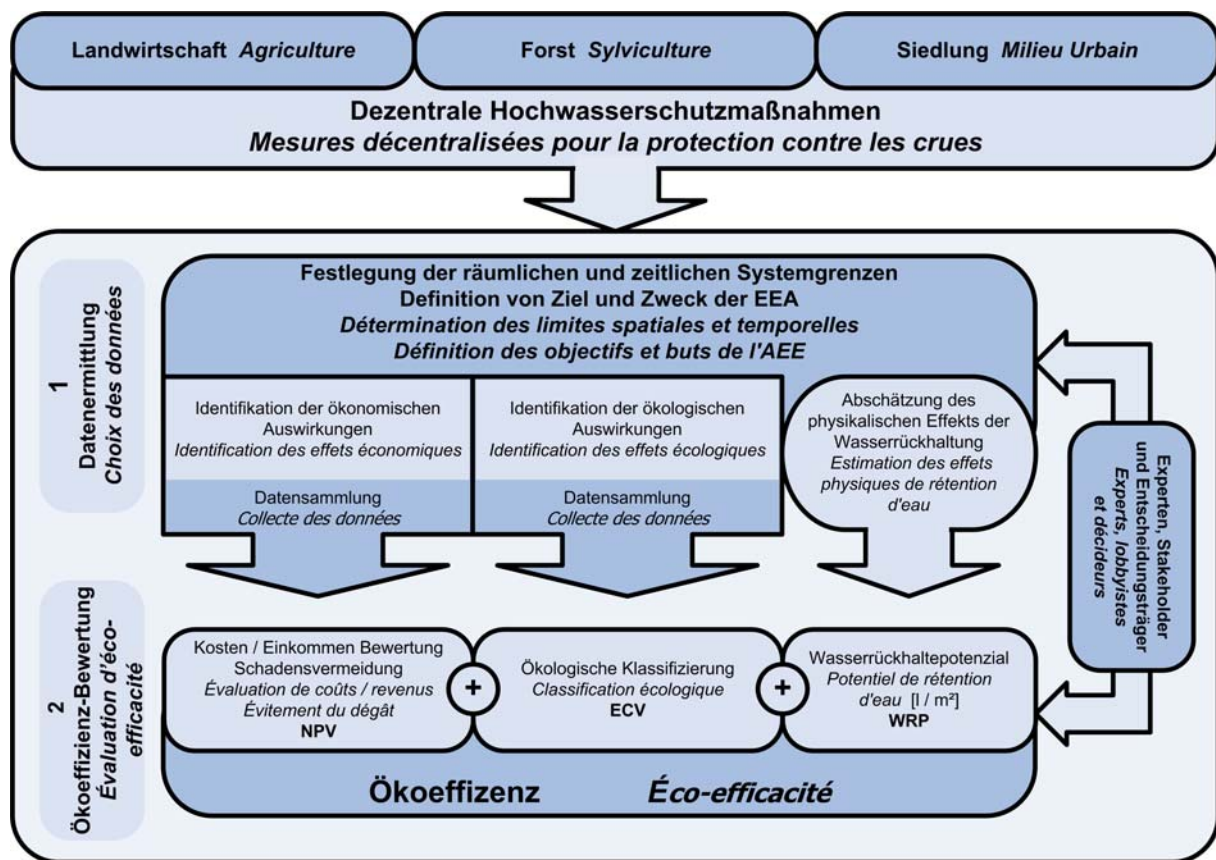 Landwirtschaft Agriculture
Forst Sylviculture
Siedlung Milieu Urbain
Dezentrale Hochwasserschutzmaßnahmen
Mesures décentralisées pour la protection contre les crues
1
Datenermittlung
Choix des données
Festlegung der räumlichen und zeitlichen Systemgrenzen
Definition von Ziel und Zweck der EEA
Détermination des limites spatiales et temporelles
Définition des objectifs et buts de l'AEE
Identifikation der ökonomischen
Auswirkungen
Identification des effets économiques
Datensammlung
Collecte des données
Identifikation der ökologischen
Auswirkungen
Identification des effets écologiques
Datensammlung
Collecte des données
Abschätzung des
physikalischen Effekts der
Wasserrückhaltung
Estimation des effets
physiques de rétention
d'eau
Experten, Stakeholder
und Entscheidungsträger
Experts, lobbyistes
et décideurs
2
Ökoeffizienz-Bewertung
Évaluation d'éco-
efficacité
Kosten / Einkommen Bewertung
Schadensvermeidung
Évaluation de coûts / revenus
Évitement du dégât
NPV
+
Ökologische Klassifizierung
Classification écologique
ECV
+
Wasserrückhaltepotenzial
Potentiel de rétention
d'eau [l / m²]
WRP
Ökoeffizenz Éco-efficacité